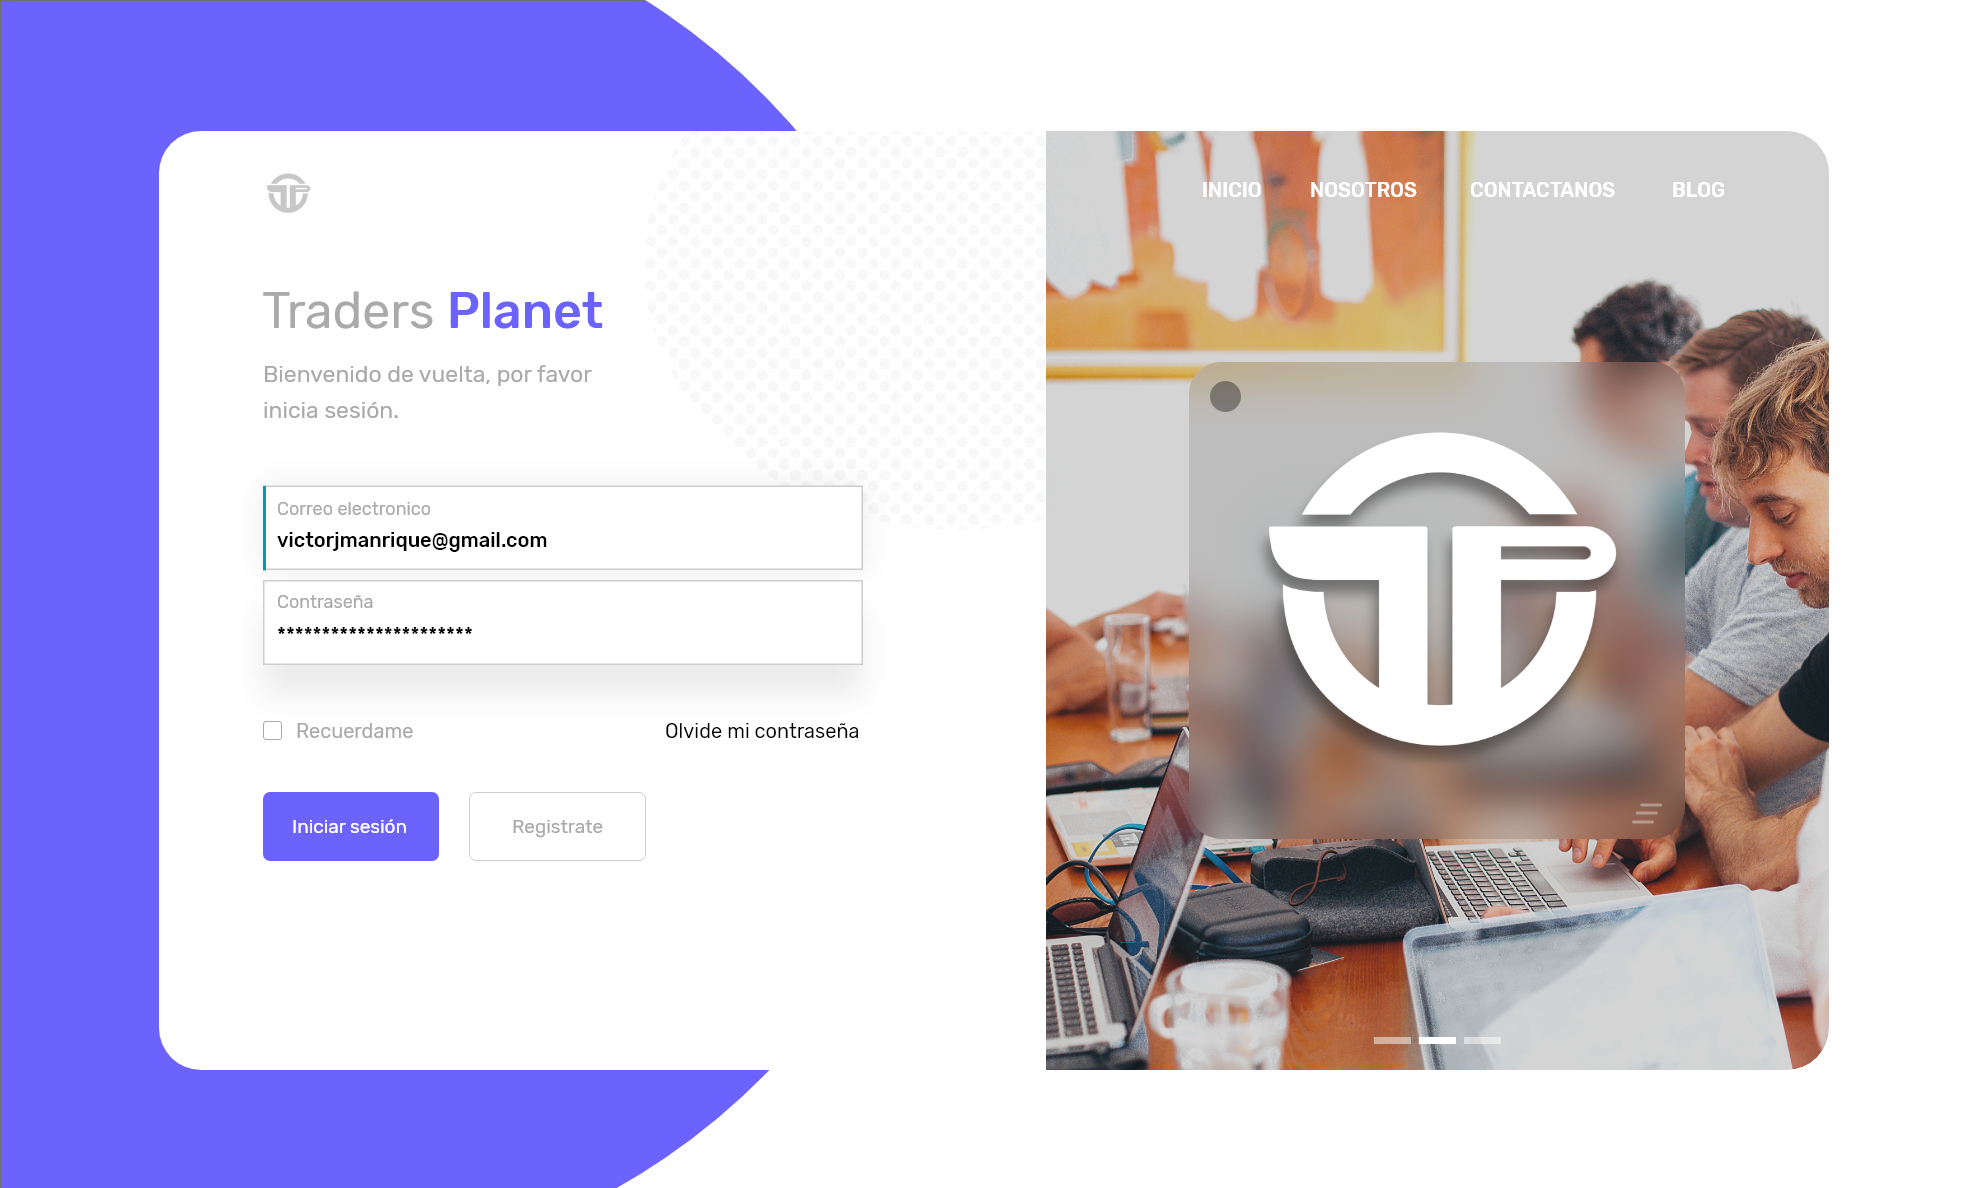 INICIO NOSOTROS CONTACTANOS BLOG
Traders Planet
Bienvenido de vuelta, por favor
inicia sesión.
Correo electronico
victorjmanrique@gmail.com
Contraseña
**********************
Recuerdame
Olvide mi contraseña
Iniciar sesión
Registrate